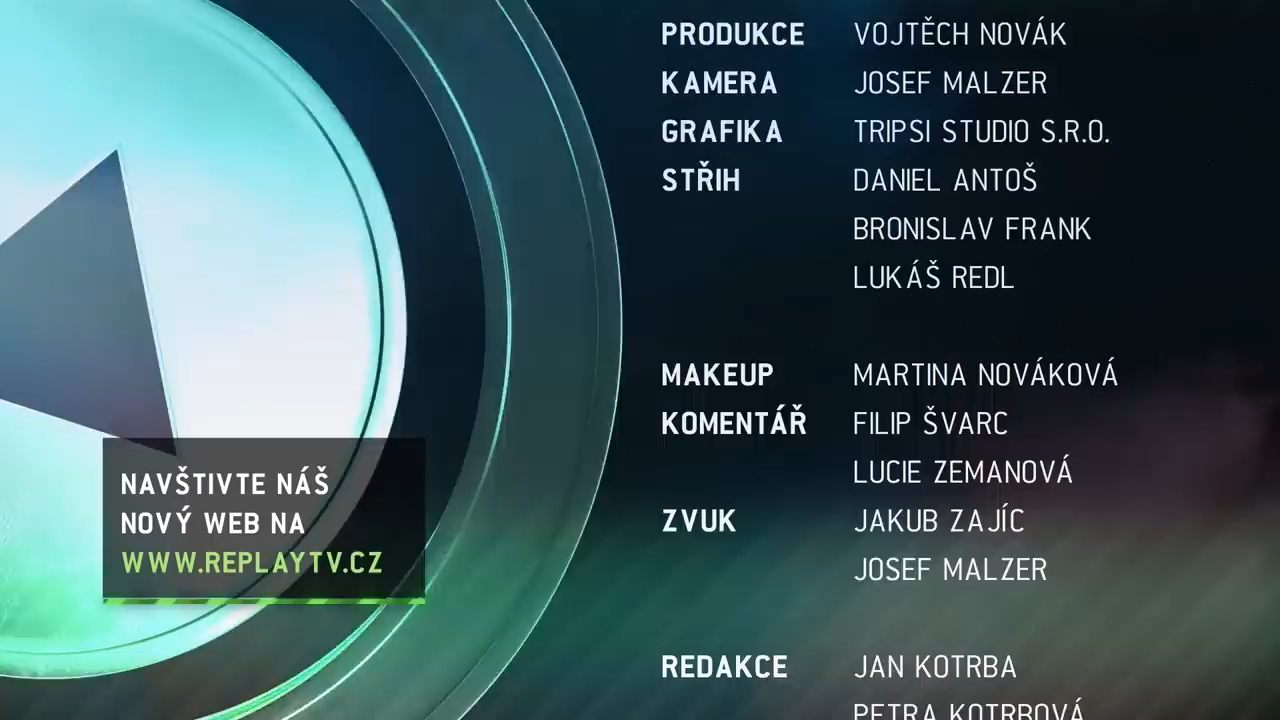 PRODUKCE VOJTĚCH NOVÁK
KAMERA JOSEF MALZER
GRAFIKA TRIPSI STUDIO S.R.O.
STŘIH DANIEL ANTOŠ
BRONISLAV FRANK
LUKÁŠ REDL
MAKEUP MARTINA NOVÁKOVÁ
KOMENTÁŘ FILIP ŠVARC
LUCIE ZEMANOVÁ
ZVUK JAKUB ZAJÍC
JOSEF MALZER
REDAKCE JAN KOTRBA
PETRA KOTRBOVÁ
NAVŠTIVTE NÁŠ
NOVÝ WEB NA
WWW.REPLAYTV.CZ